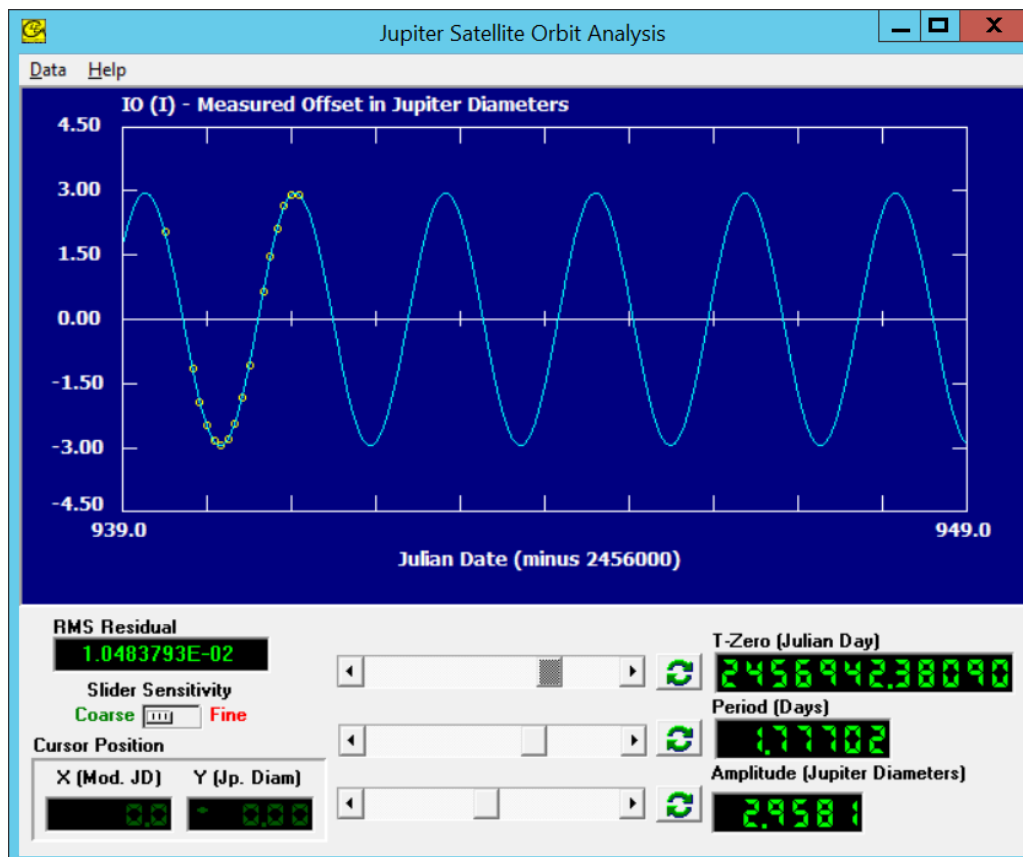 Jupiter Satellite Orbit Analysis
Data Help
IO (I) - Measured Offset in Jupiter Diameters
4.50
3.00
1.50
0.00
-1.50
-3.00
-4.50
939.0 949.0
Julian Date (minus 2456000)
RMS Residual
1.0483793E-02
Slider Sensitivity
Coarse Fine
Cursor Position
X (Mod. JD) Y (Jp. Diam)
0.0 + 0.00
T-Zero (Julian Day)
2456942.38090
Period (Days)
1.77702
Amplitude (Jupiter Diameters)
2.9581